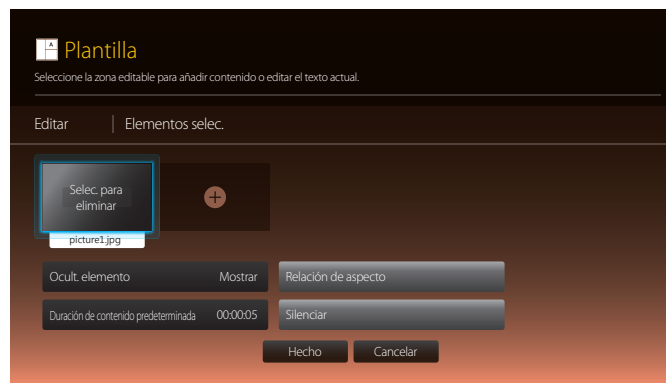 Plantilla
Seleccione la zona editable para añadir contenido o editar el texto actual.
Editar
Elementos selec.
Selec. para
eliminar
picture1.jpg
Ocult. elemento Mostrar
Relación de aspecto
Duración de contenido predeterminada 00:00:05
Silenciar
Hecho
Cancelar